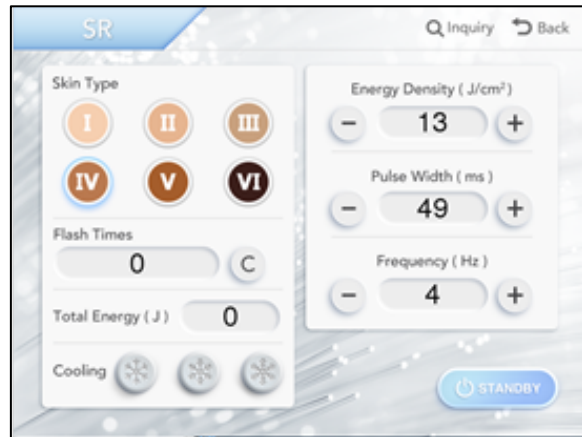 SR
Inquiry
Back
Skin Type
I II III
IV V VI
Flash Times
0 C
Total Energy ( J ) 0
Cooling
Energy Density ( J/cm² )
− 13 +
Pulse Width ( ms )
− 49 +
Frequency ( Hz )
− 4 +
STANDBY